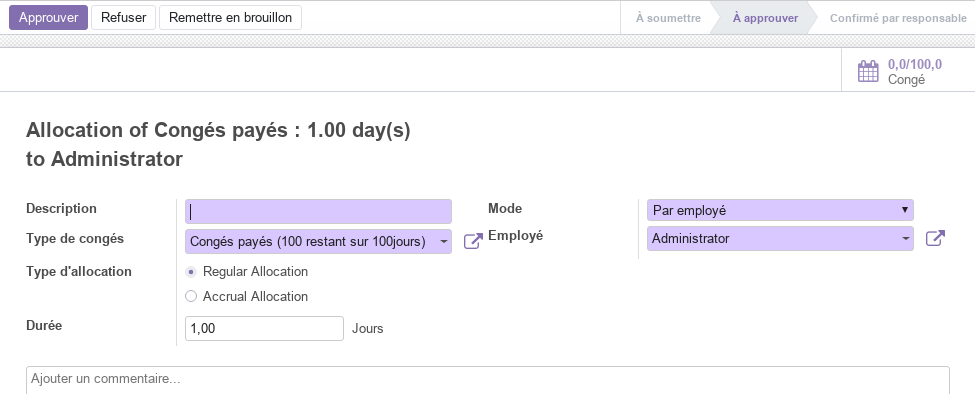 Approuver Refuser Remettre en brouillon À soumettre À approuver Confirmé par responsable
0,0/100,0
Congé
Allocation of Congés payés : 1.00 day(s)
to Administrator
Description Mode Par employé
Type de congés Congés payés (100 restant sur 100jours) Employé Administrator
Type d'allocation Regular Allocation
Accrual Allocation
Durée 1,00 Jours
Ajouter un commentaire...